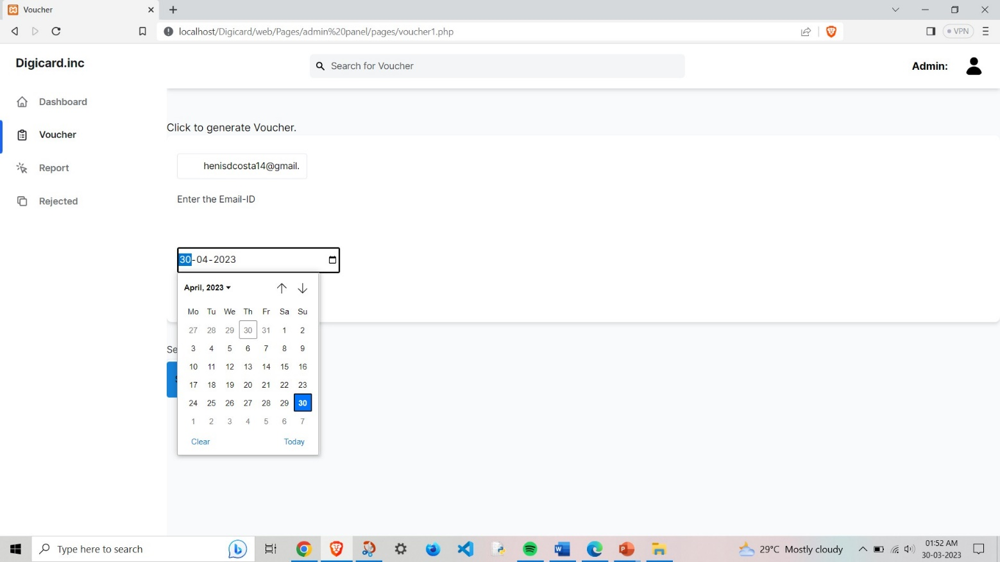 Voucher
localhost/Digicard/web/Pages/admin%20panel/pages/voucher1.php
VPN
Digicard.inc
Search for Voucher
Admin:
Dashboard
Voucher
Report
Rejected
Click to generate Voucher.
henisdcosta14@gmail.
Enter the Email-ID
30-04-2023
April, 2023
Mo Tu We Th Fr Sa Su
27 28 29 30 31 1 2
3 4 5 6 7 8 9
10 11 12 13 14 15 16
17 18 19 20 21 22 23
24 25 26 27 28 29 30
1 2 3 4 5 6 7
Clear Today
Se
Type here to search
29°C Mostly cloudy
01:52 AM
30-03-2023